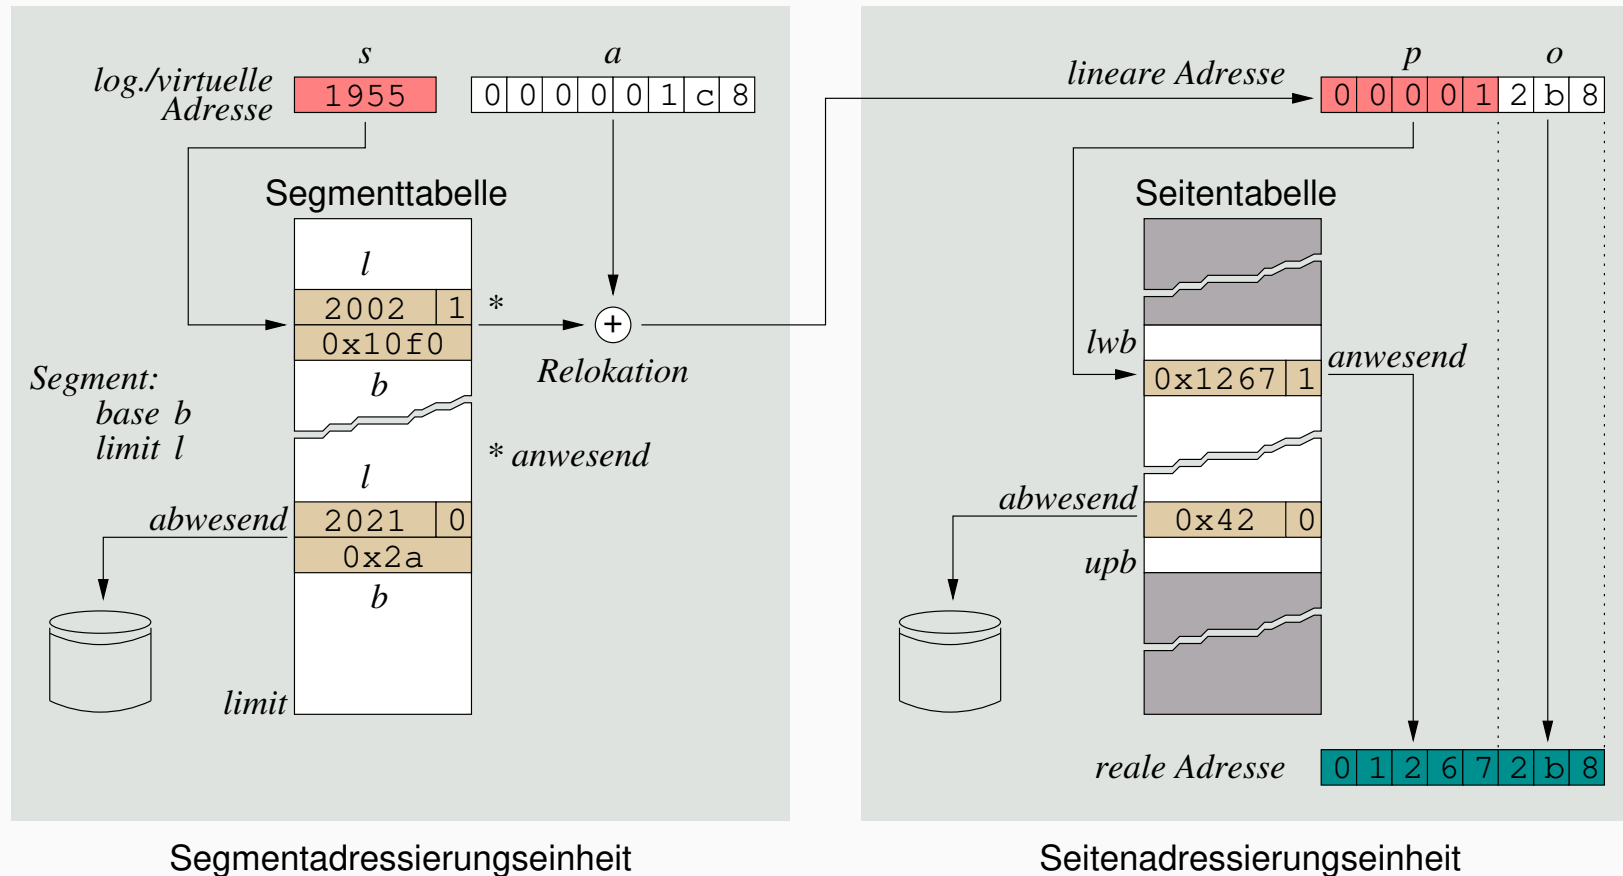 s
a
log./virtuelle
Adresse
1955
0 0 0 0 0 1 c 8
Segmenttabelle
l
2002 1 *
0x10f0
b
Relokation
Segment:
base b
limit l
* anwesend
l
abwesend
2021 0
0x2a
b
limit
Segmentadressierungseinheit
p
o
lineare Adresse
0 0 0 0 1 2 b 8
Seitentabelle
lwb
anwesend
0x1267 1
abwesend
0x42 0
upb
reale Adresse
0 1 2 6 7 2 b 8
Seitenadressierungseinheit